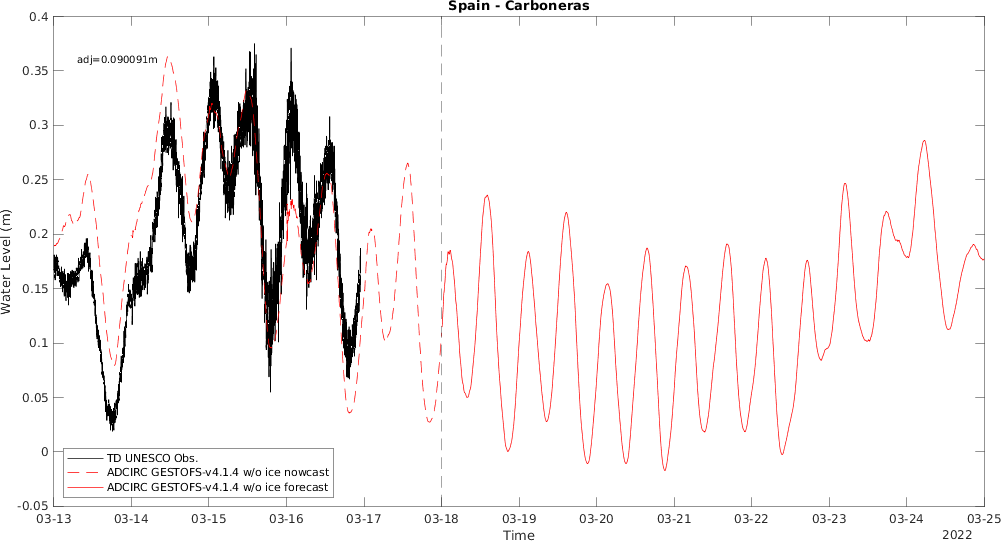 Spain - Carboneras
0.4
0.35
0.3
0.25
0.2
0.15
0.1
0.05
0
-0.05
Water Level (m)
adj=0.090091m
TD UNESCO Obs.
ADCIRC GESTOFS-v4.1.4 w/o ice nowcast
ADCIRC GESTOFS-v4.1.4 w/o ice forecast
03-13 03-14 03-15 03-16 03-17 03-18 03-19 03-20 03-21 03-22 03-23 03-24 03-25
Time
2022